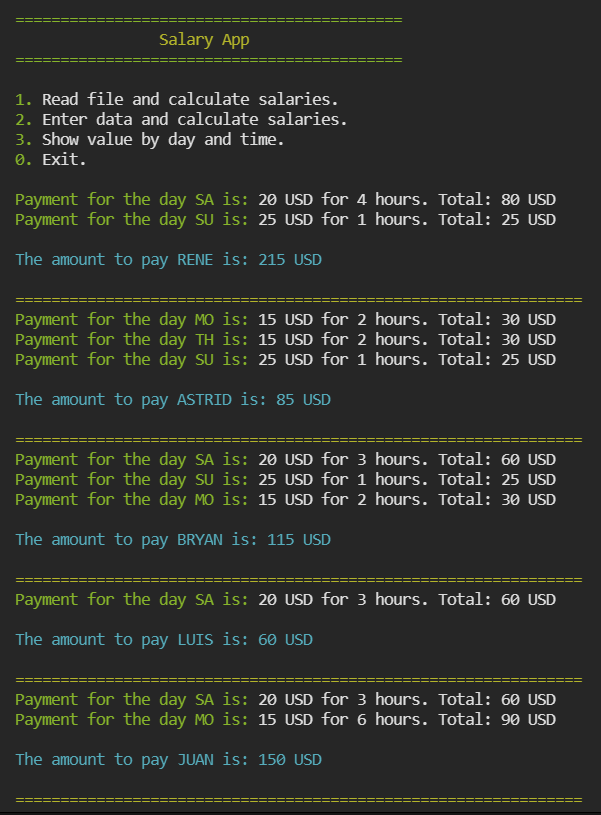 ===========================================
Salary App
===========================================
1. Read file and calculate salaries.
2. Enter data and calculate salaries.
3. Show value by day and time.
0. Exit.
Payment for the day SA is: 20 USD for 4 hours. Total: 80 USD
Payment for the day SU is: 25 USD for 1 hours. Total: 25 USD
The amount to pay RENE is: 215 USD
===============================================================
Payment for the day MO is: 15 USD for 2 hours. Total: 30 USD
Payment for the day TH is: 15 USD for 2 hours. Total: 30 USD
Payment for the day SU is: 25 USD for 1 hours. Total: 25 USD
The amount to pay ASTRID is: 85 USD
===============================================================
Payment for the day SA is: 20 USD for 3 hours. Total: 60 USD
Payment for the day SU is: 25 USD for 1 hours. Total: 25 USD
Payment for the day MO is: 15 USD for 2 hours. Total: 30 USD
The amount to pay BRYAN is: 115 USD
===============================================================
Payment for the day SA is: 20 USD for 3 hours. Total: 60 USD
The amount to pay LUIS is: 60 USD
===============================================================
Payment for the day SA is: 20 USD for 3 hours. Total: 60 USD
Payment for the day MO is: 15 USD for 6 hours. Total: 90 USD
The amount to pay JUAN is: 150 USD
===============================================================